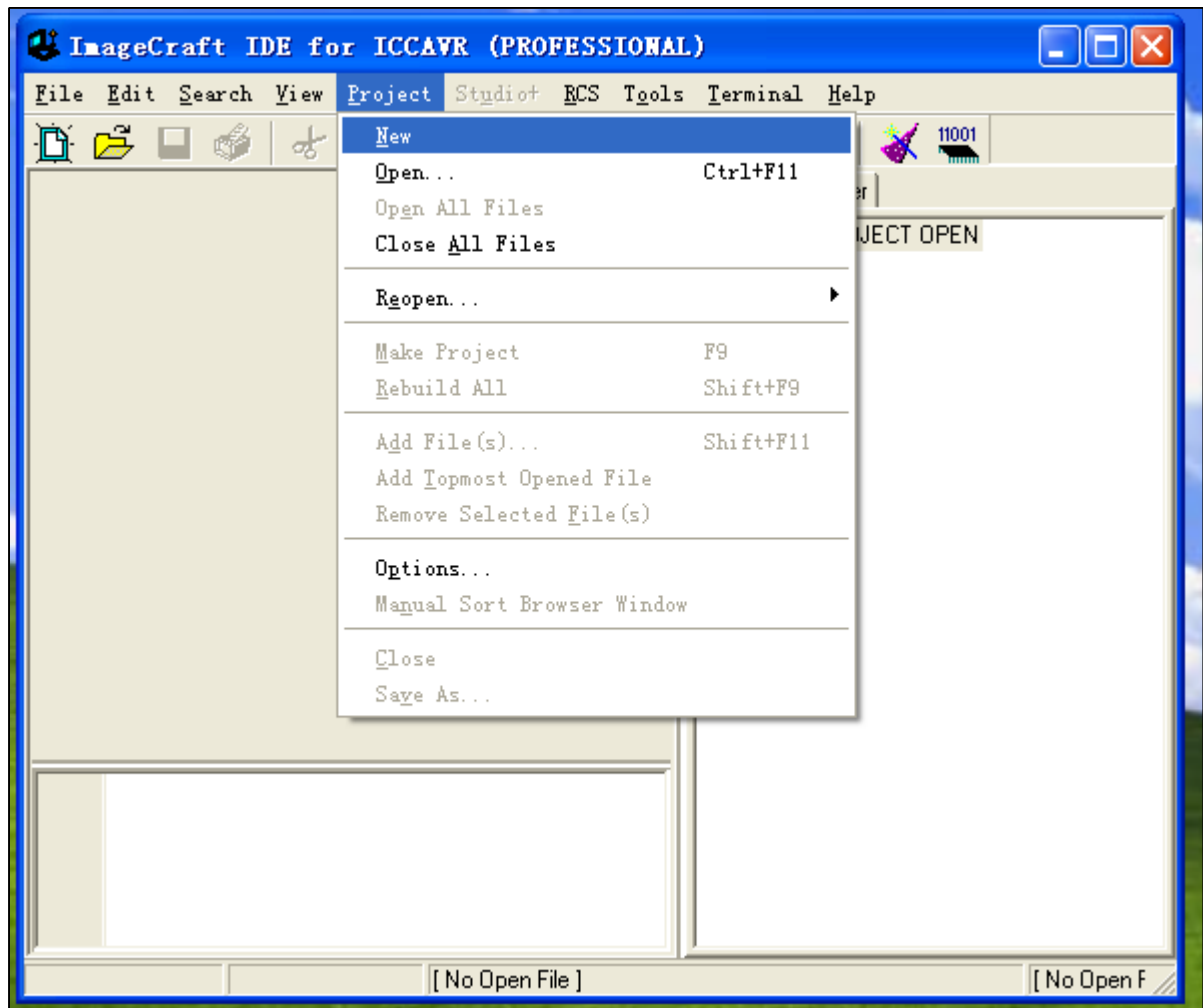 ImageCraft IDE for ICCAVR (PROFESSIONAL)
File Edit Search View Project Studio+ RCS Tools Terminal Help
11001
New
Open... Ctrl+F11
Open All Files
Close All Files
Reopen...
Make Project F9
Rebuild All Shift+F9
Add File(s)... Shift+F11
Add Topmost Opened File
Remove Selected File(s)
Options...
Manual Sort Browser Window
Close
Save As...
er
JECT OPEN
[ No Open File ] [ No Open F